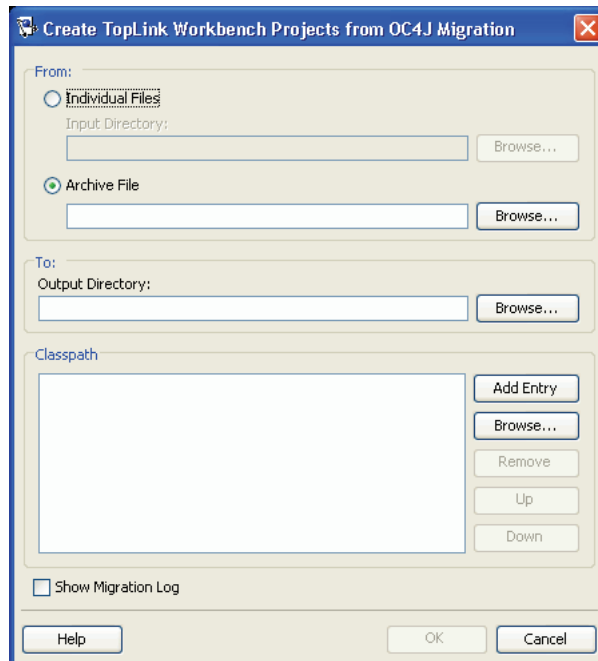 Create TopLink Workbench Projects from OC4J Migration
From:
Individual Files
Input Directory:
Browse...
Archive File
Browse...
To:
Output Directory:
Browse...
Classpath
Add Entry
Browse...
Remove
Up
Down
Show Migration Log
Help
OK
Cancel